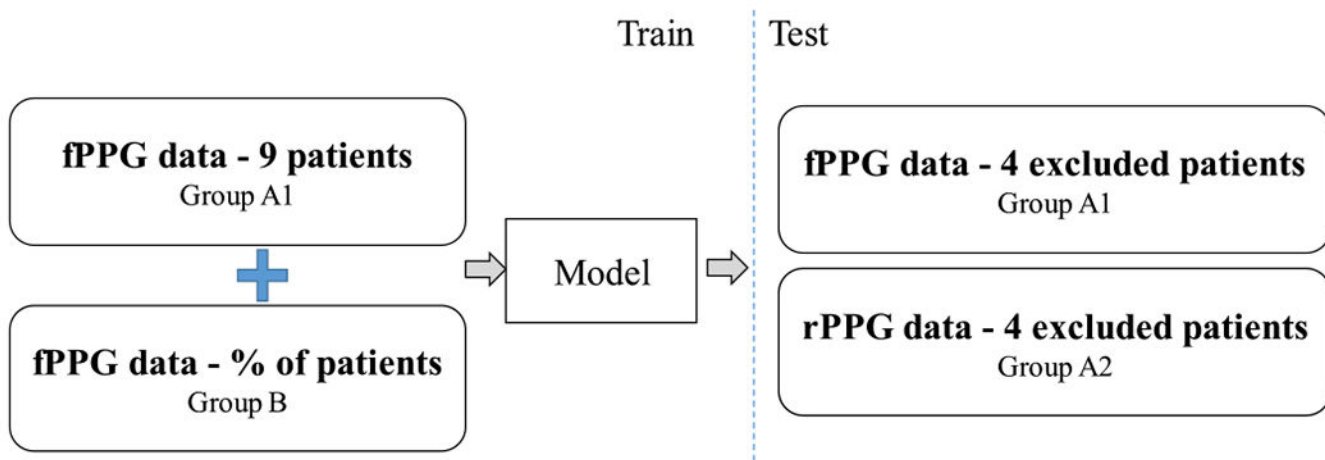 Train
Test
fPPG data - 9 patients
Group A1
fPPG data - % of patients
Group B
Model
fPPG data - 4 excluded patients
Group A1
rPPG data - 4 excluded patients
Group A2